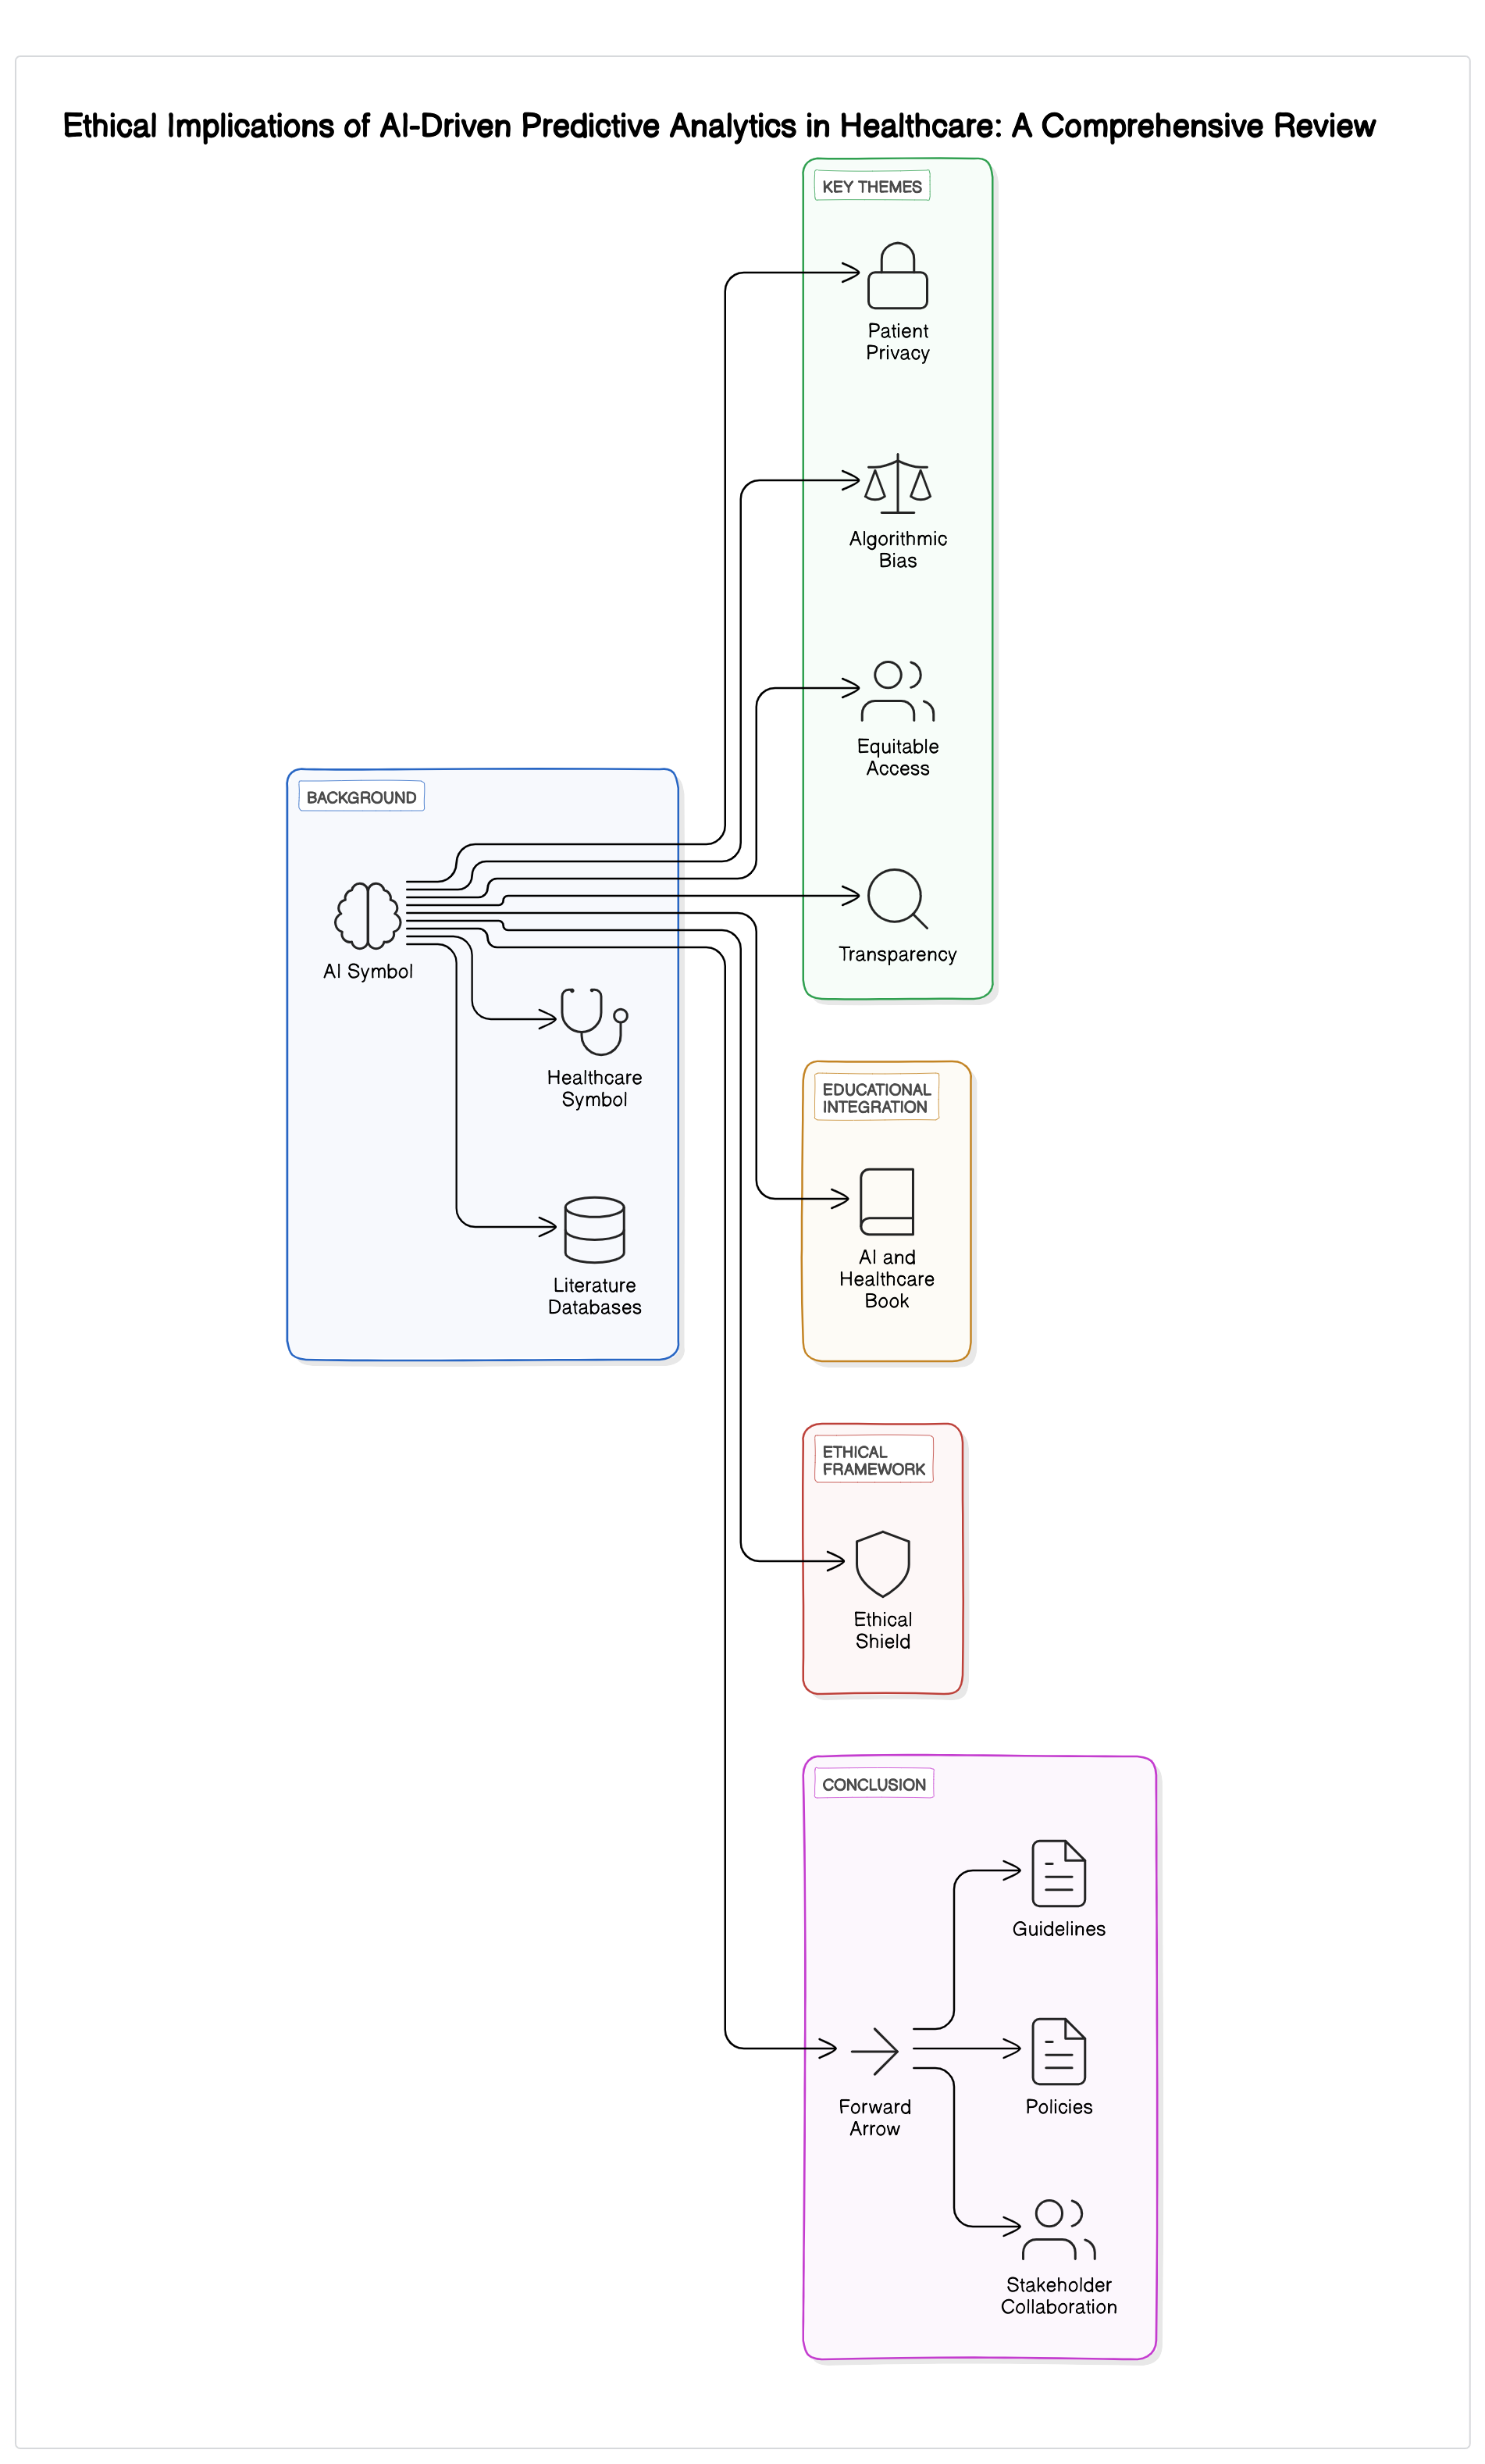 Ethical Implications of AI-Driven Predictive Analytics in Healthcare: A Comprehensive Review
KEY THEMES
Patient
Privacy
Algorithmic
Bias
Equitable
Access
Transparency
BACKGROUND
AI Symbol
Healthcare
Symbol
Literature
Databases
EDUCATIONAL
INTEGRATION
AI and
Healthcare
Book
ETHICAL
FRAMEWORK
Ethical
Shield
CONCLUSION
Forward
Arrow
Guidelines
Policies
Stakeholder
Collaboration